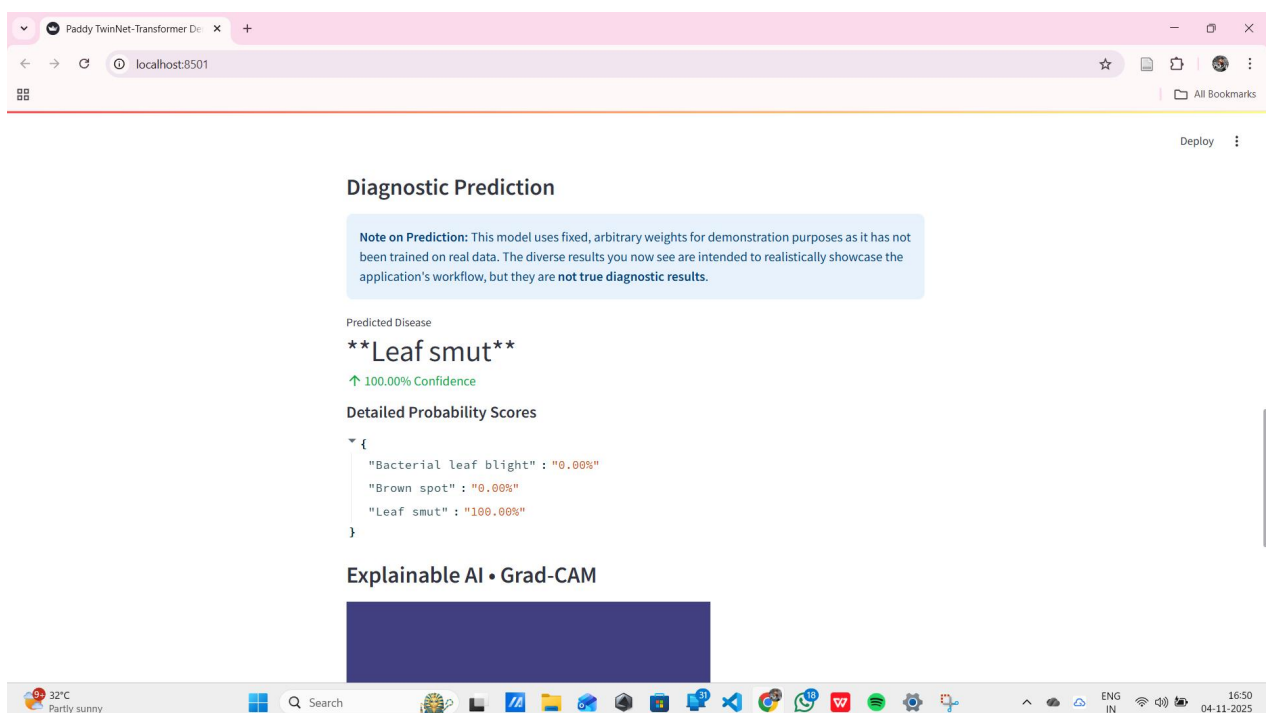 Paddy TwinNet-Transformer De
localhost:8501
All Bookmarks
Deploy
Diagnostic Prediction
Note on Prediction: This model uses fixed, arbitrary weights for demonstration purposes as it has not
been trained on real data. The diverse results you now see are intended to realistically showcase the
application's workflow, but they are not true diagnostic results.
Predicted Disease
**Leaf smut**
↑ 100.00% Confidence
Detailed Probability Scores
{
"Bacterial leaf blight" : "0.00%"
"Brown spot" : "0.00%"
"Leaf smut" : "100.00%"
}
Explainable AI • Grad-CAM
9+
32°C
Partly sunny
Search
31
18
W
ENG
IN
16:50
04-11-2025